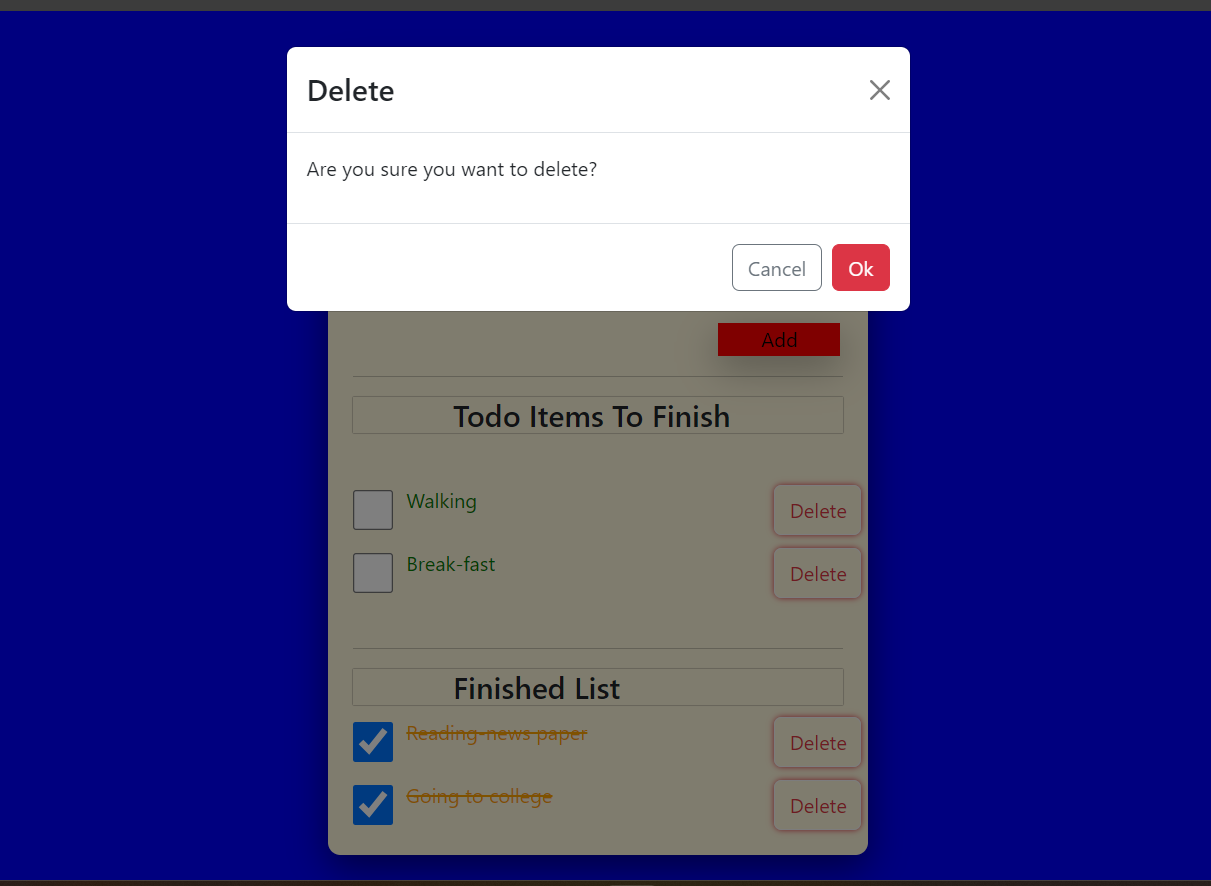 Delete
Are you sure you want to delete?
Cancel Ok
Add
Todo Items To Finish
Walking Delete
Break-fast Delete
Finished List
Reading-news paper Delete
Going to college Delete